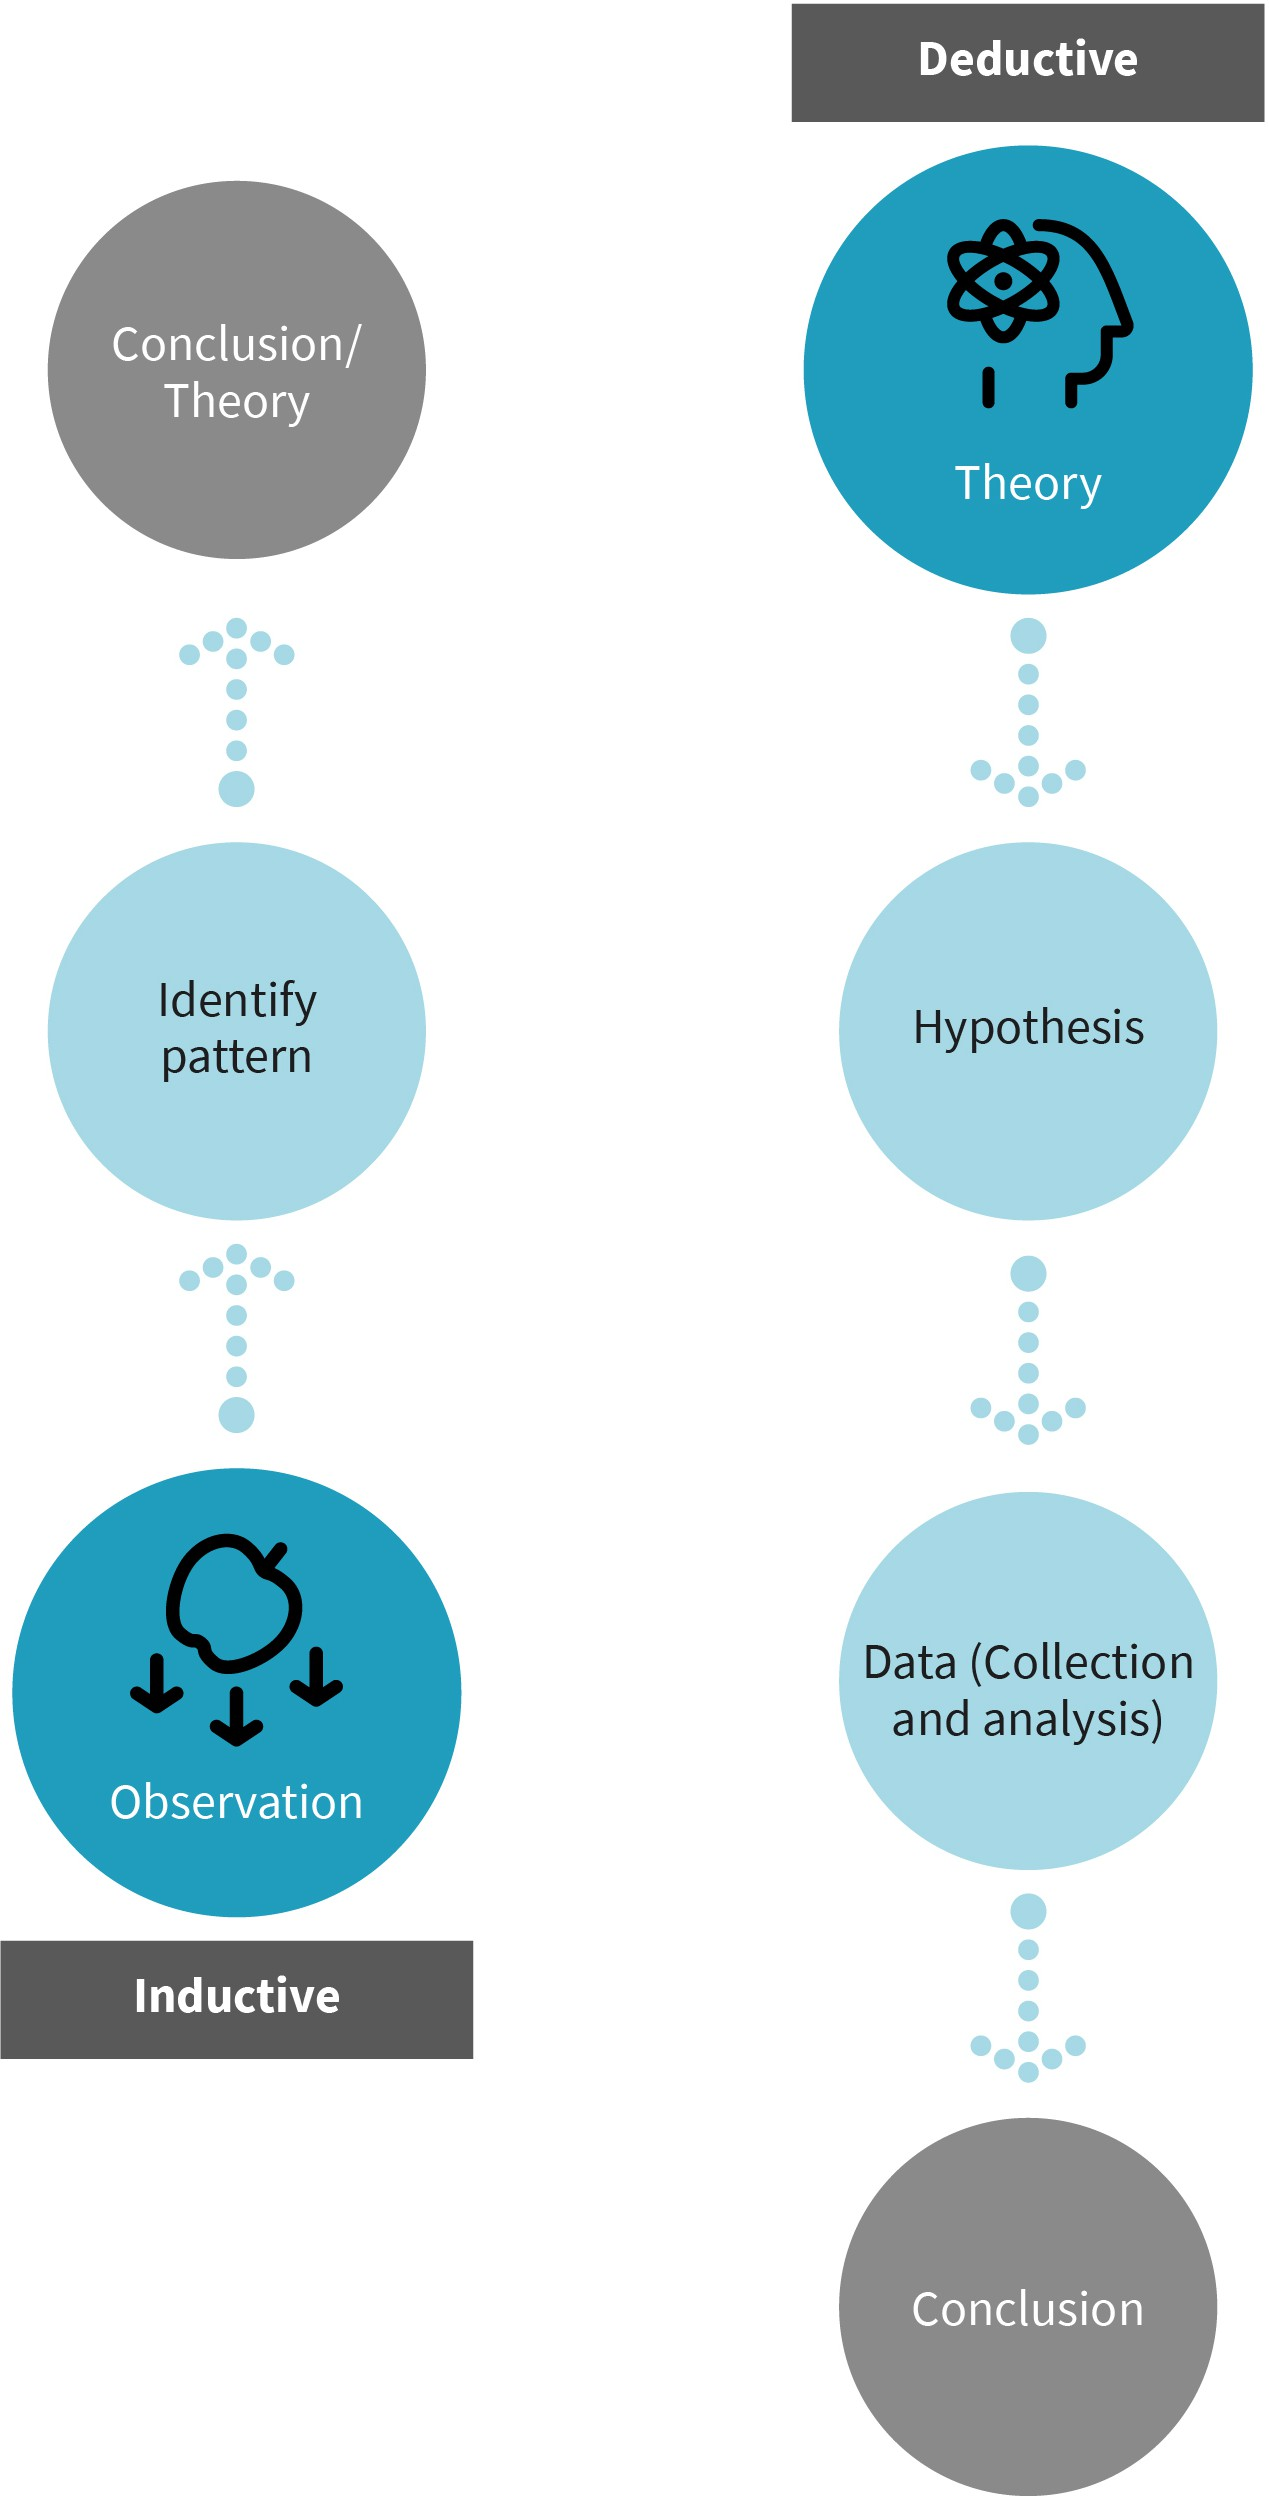 Deductive
Theory
Hypothesis
Data (Collection
and analysis)
Conclusion
Conclusion/
Theory
Identify
pattern
Observation
Inductive